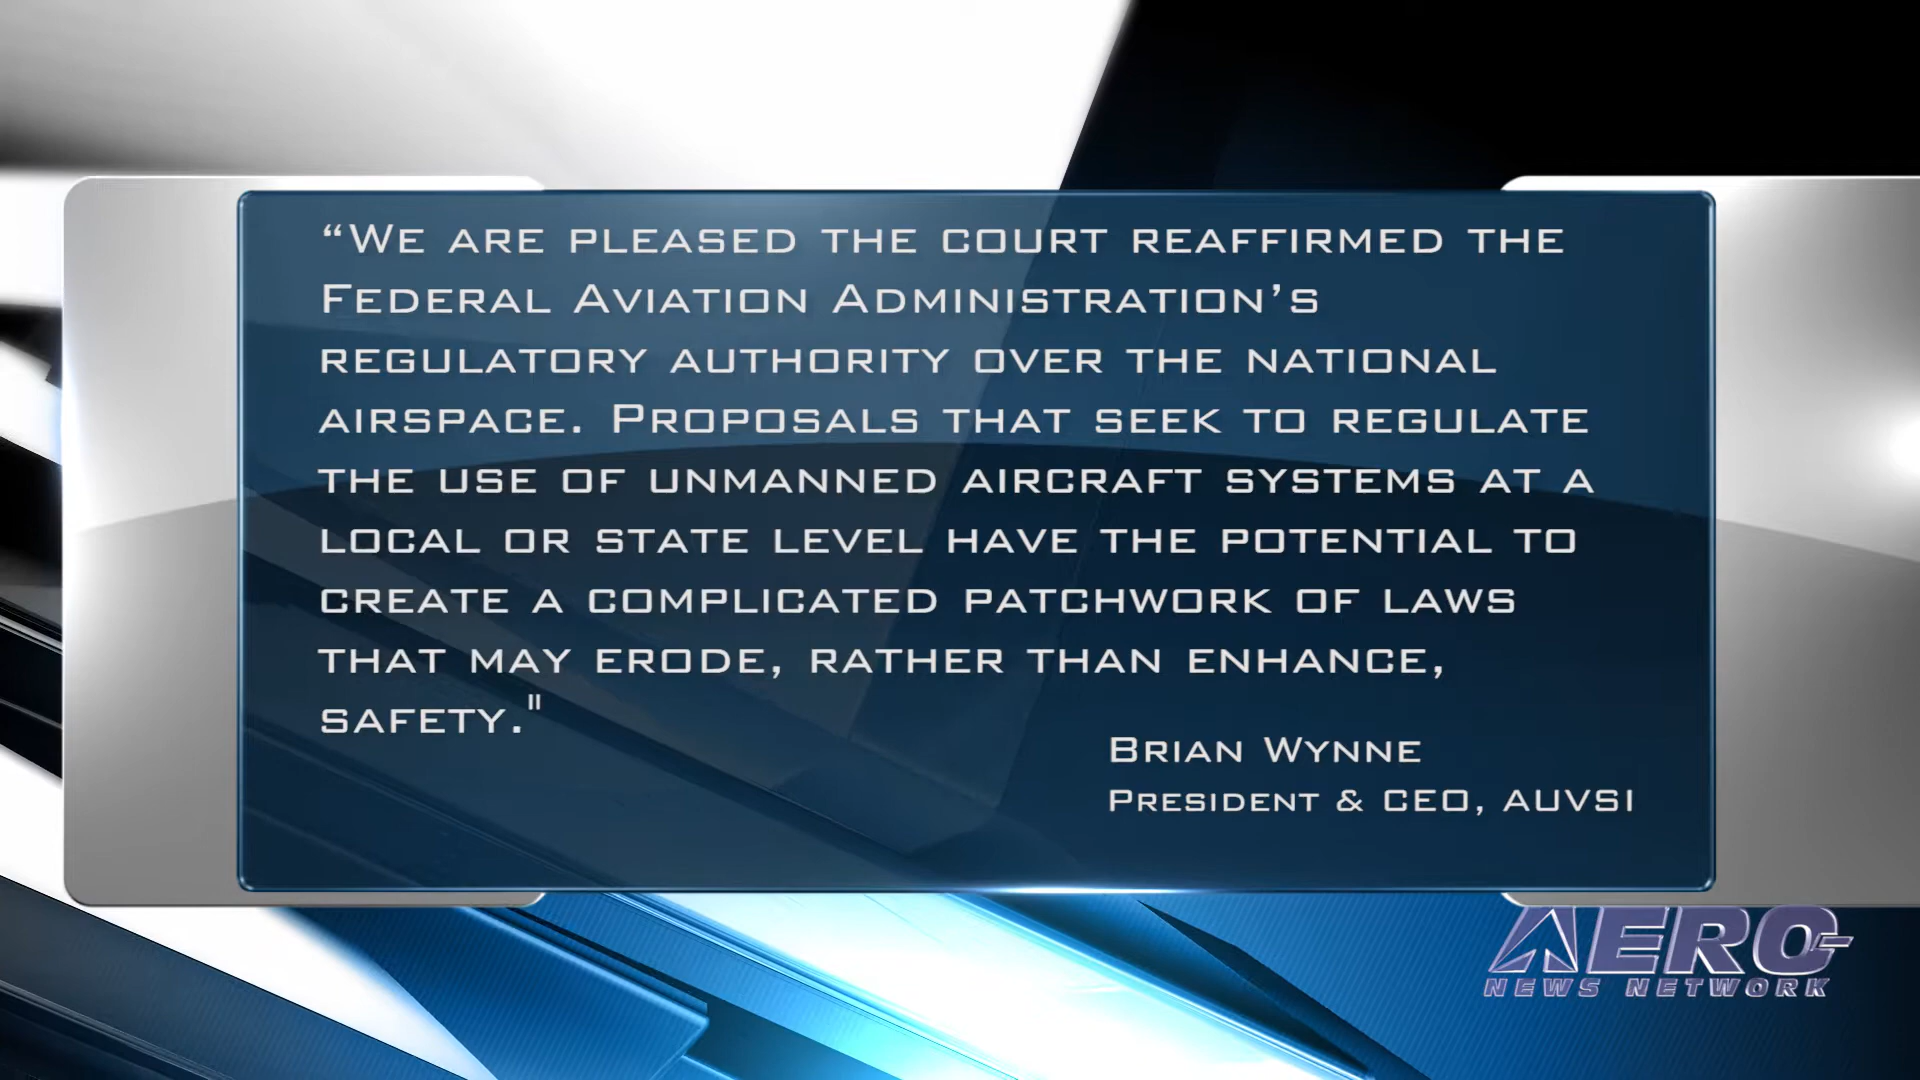 “We are pleased the court reaffirmed the
Federal Aviation Administration’s
regulatory authority over the national
airspace. Proposals that seek to regulate
the use of unmanned aircraft systems at a
local or state level have the potential to
create a complicated patchwork of laws
that may erode, rather than enhance,
safety."
Brian Wynne
President & CEO, AUVSI
AERO-
NEWS NETWORK